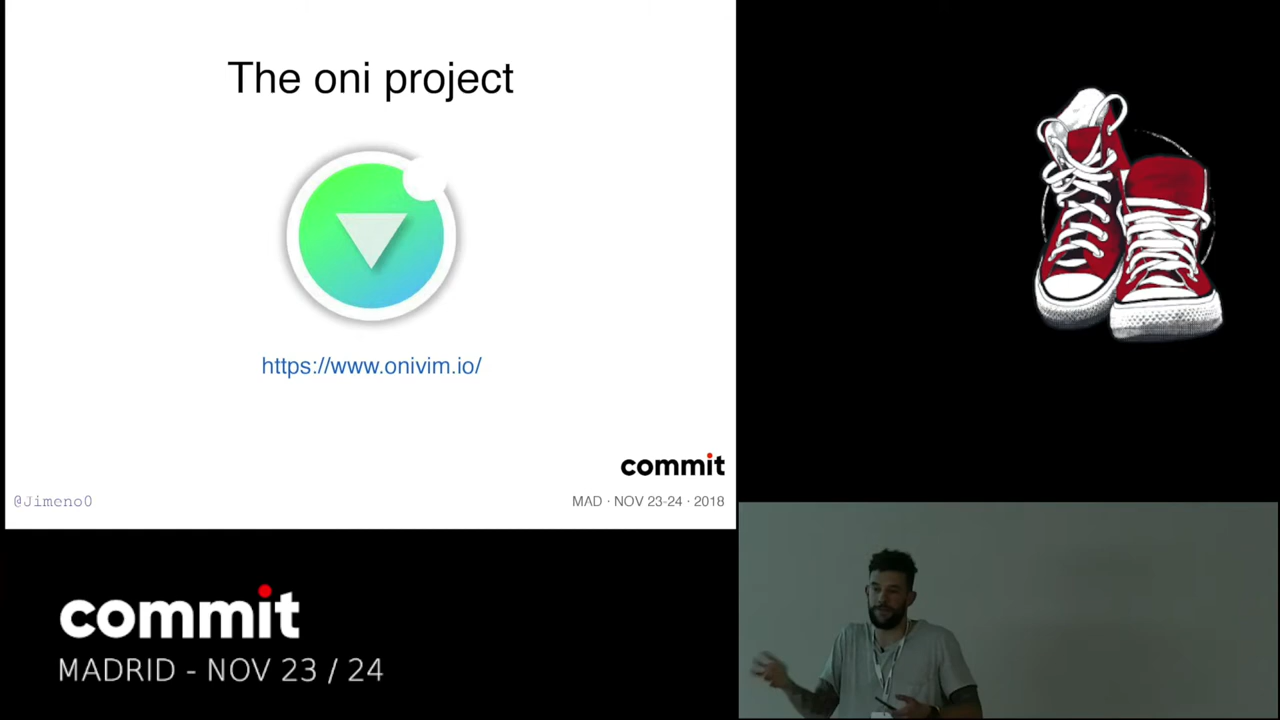 The oni project
https://www.onivim.io/
commit
@Jimeno0
MAD · NOV 23-24 · 2018
commit
MADRID - NOV 23 / 24